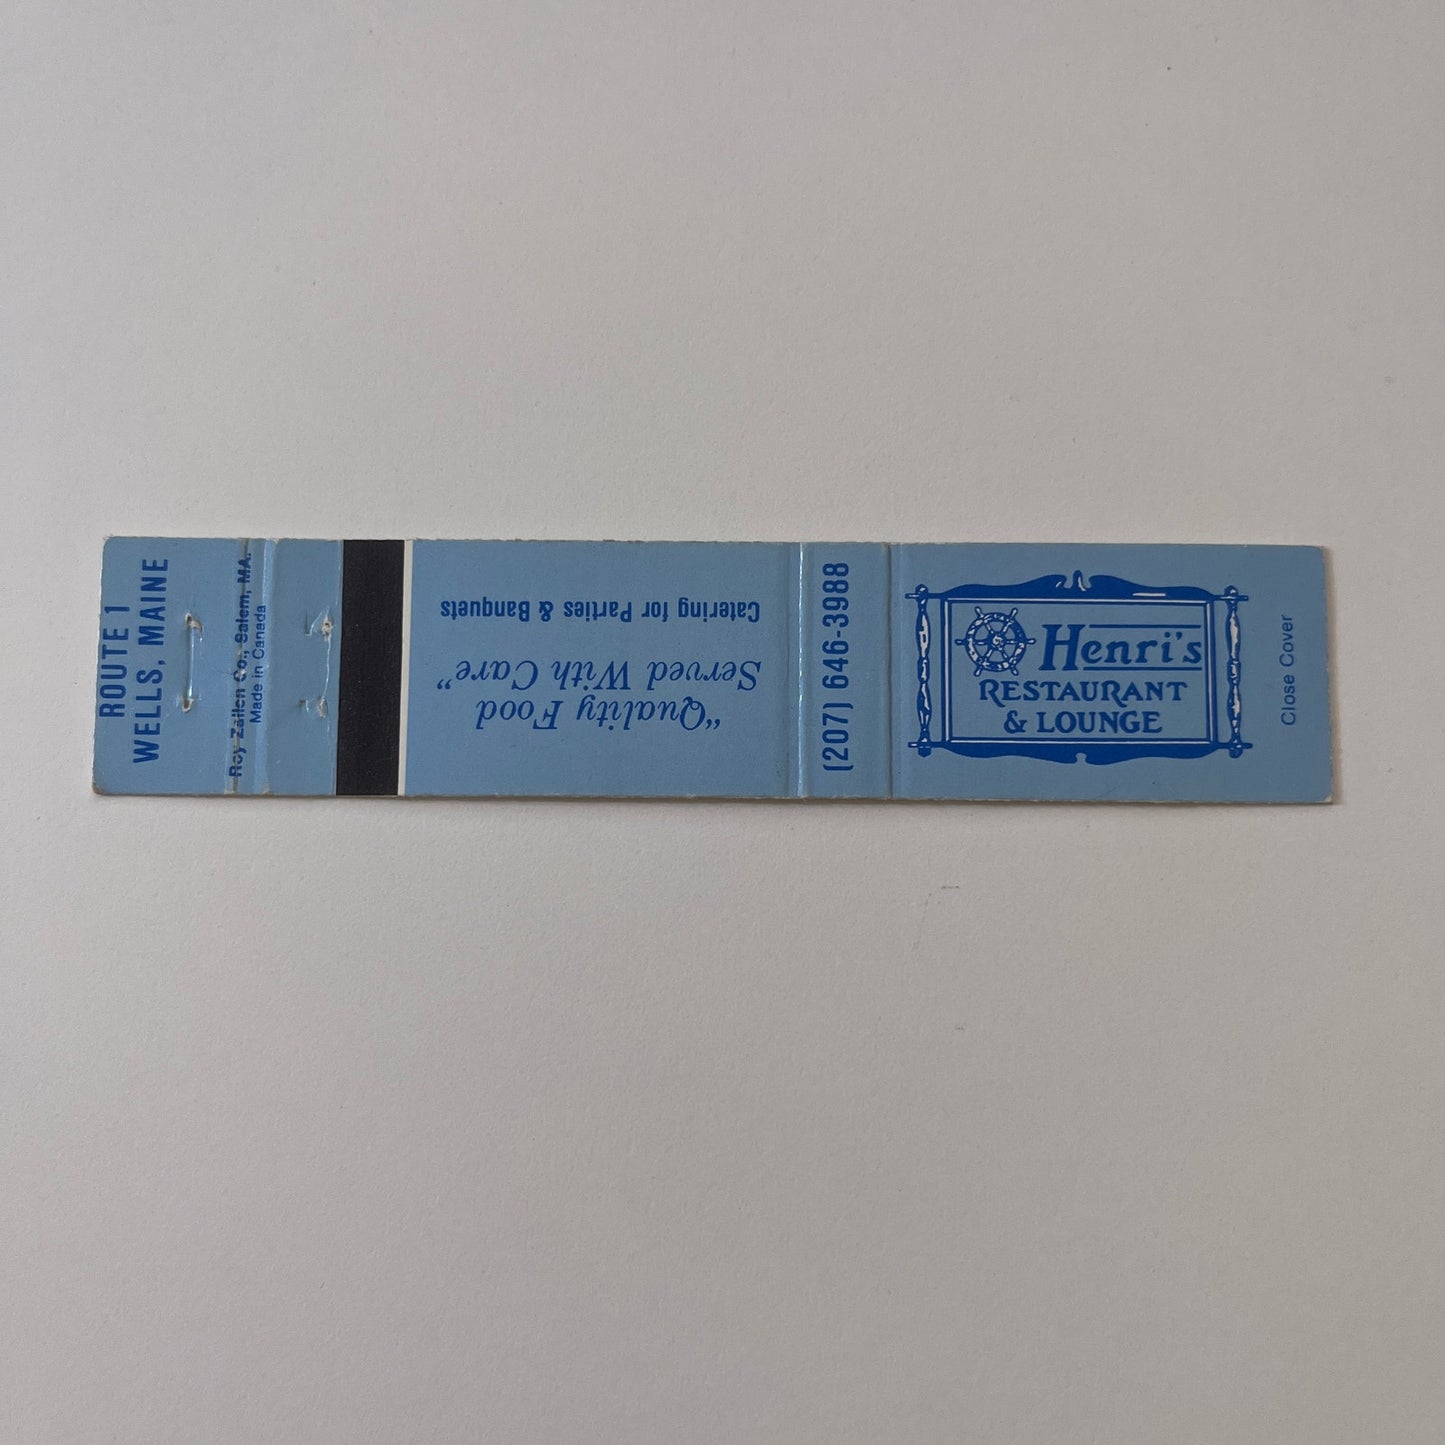 ROUTE 1
WELLS, MAINE
Roy Zailen Co., Salem, MA.
Made in Canada
"Quality Food
Served With Care"
Catering for Parties & Banquets
(207) 646-3988
Henri's
RESTAURANT
& LOUNGE
Close Cover